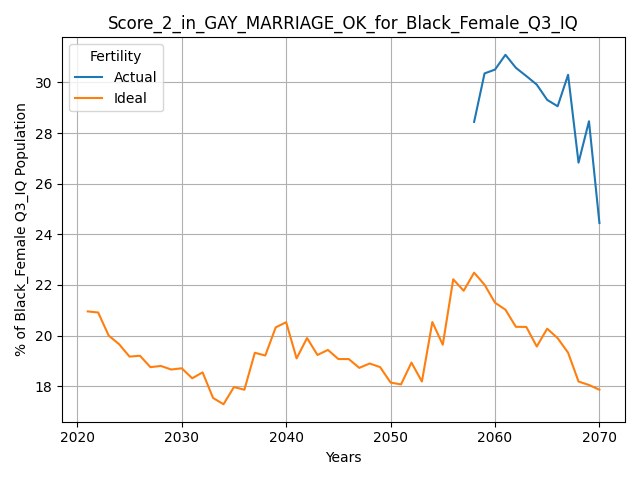 Score_2_in_GAY_MARRIAGE_OK_for_Black_Female_Q3_IQ
Fertility
Actual
Ideal
% of Black_Female Q3_IQ Population
30
28
26
24
22
20
18
2020 2030 2040 2050 2060 2070
Years